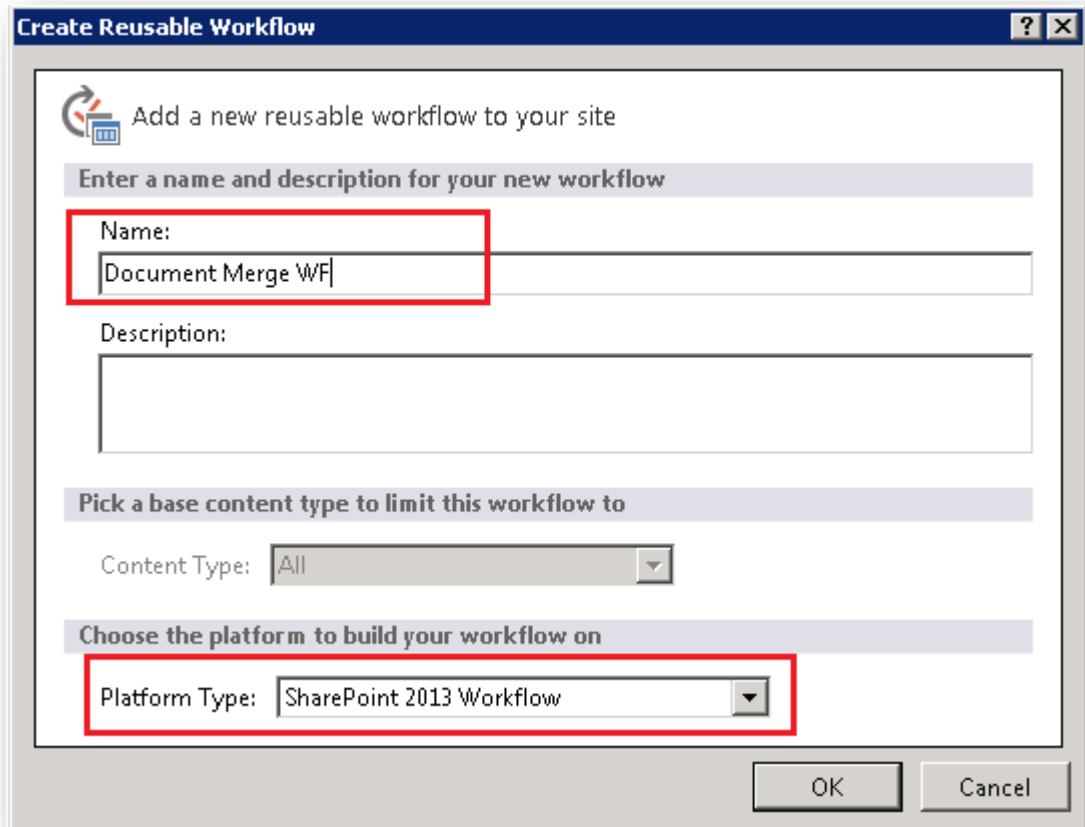 Create Reusable Workflow
Add a new reusable workflow to your site
Enter a name and description for your new workflow
Name:
Document Merge WF
Description:
Pick a base content type to limit this workflow to
Content Type: All
Choose the platform to build your workflow on
Platform Type: SharePoint 2013 Workflow
OK Cancel